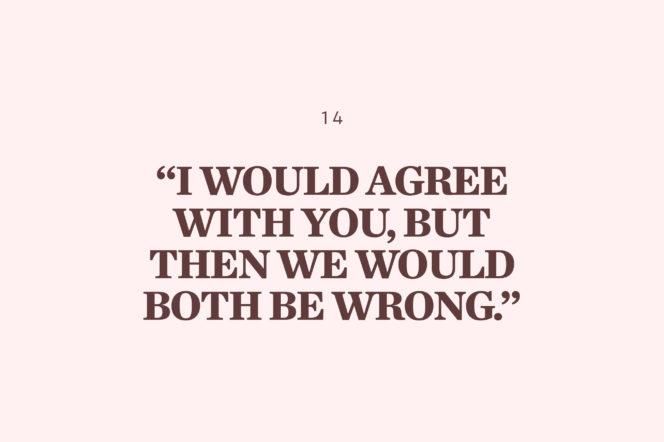 14
“I WOULD AGREE
WITH YOU, BUT
THEN WE WOULD
BOTH BE WRONG.”